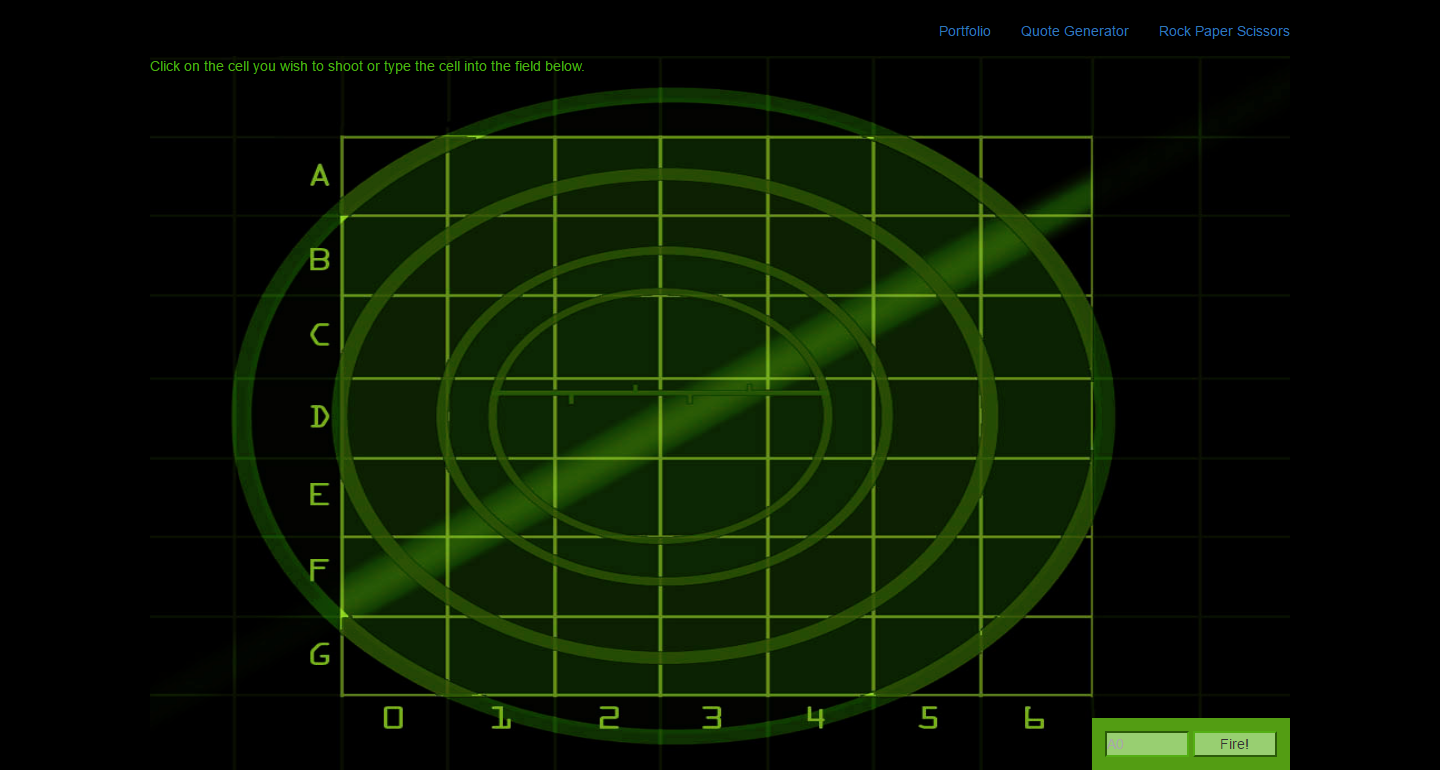 Portfolio Quote Generator Rock Paper Scissors
Click on the cell you wish to shoot or type the cell into the field below.
A
B
C
D
E
F
G
0 1 2 3 4 5 6
A0 Fire!